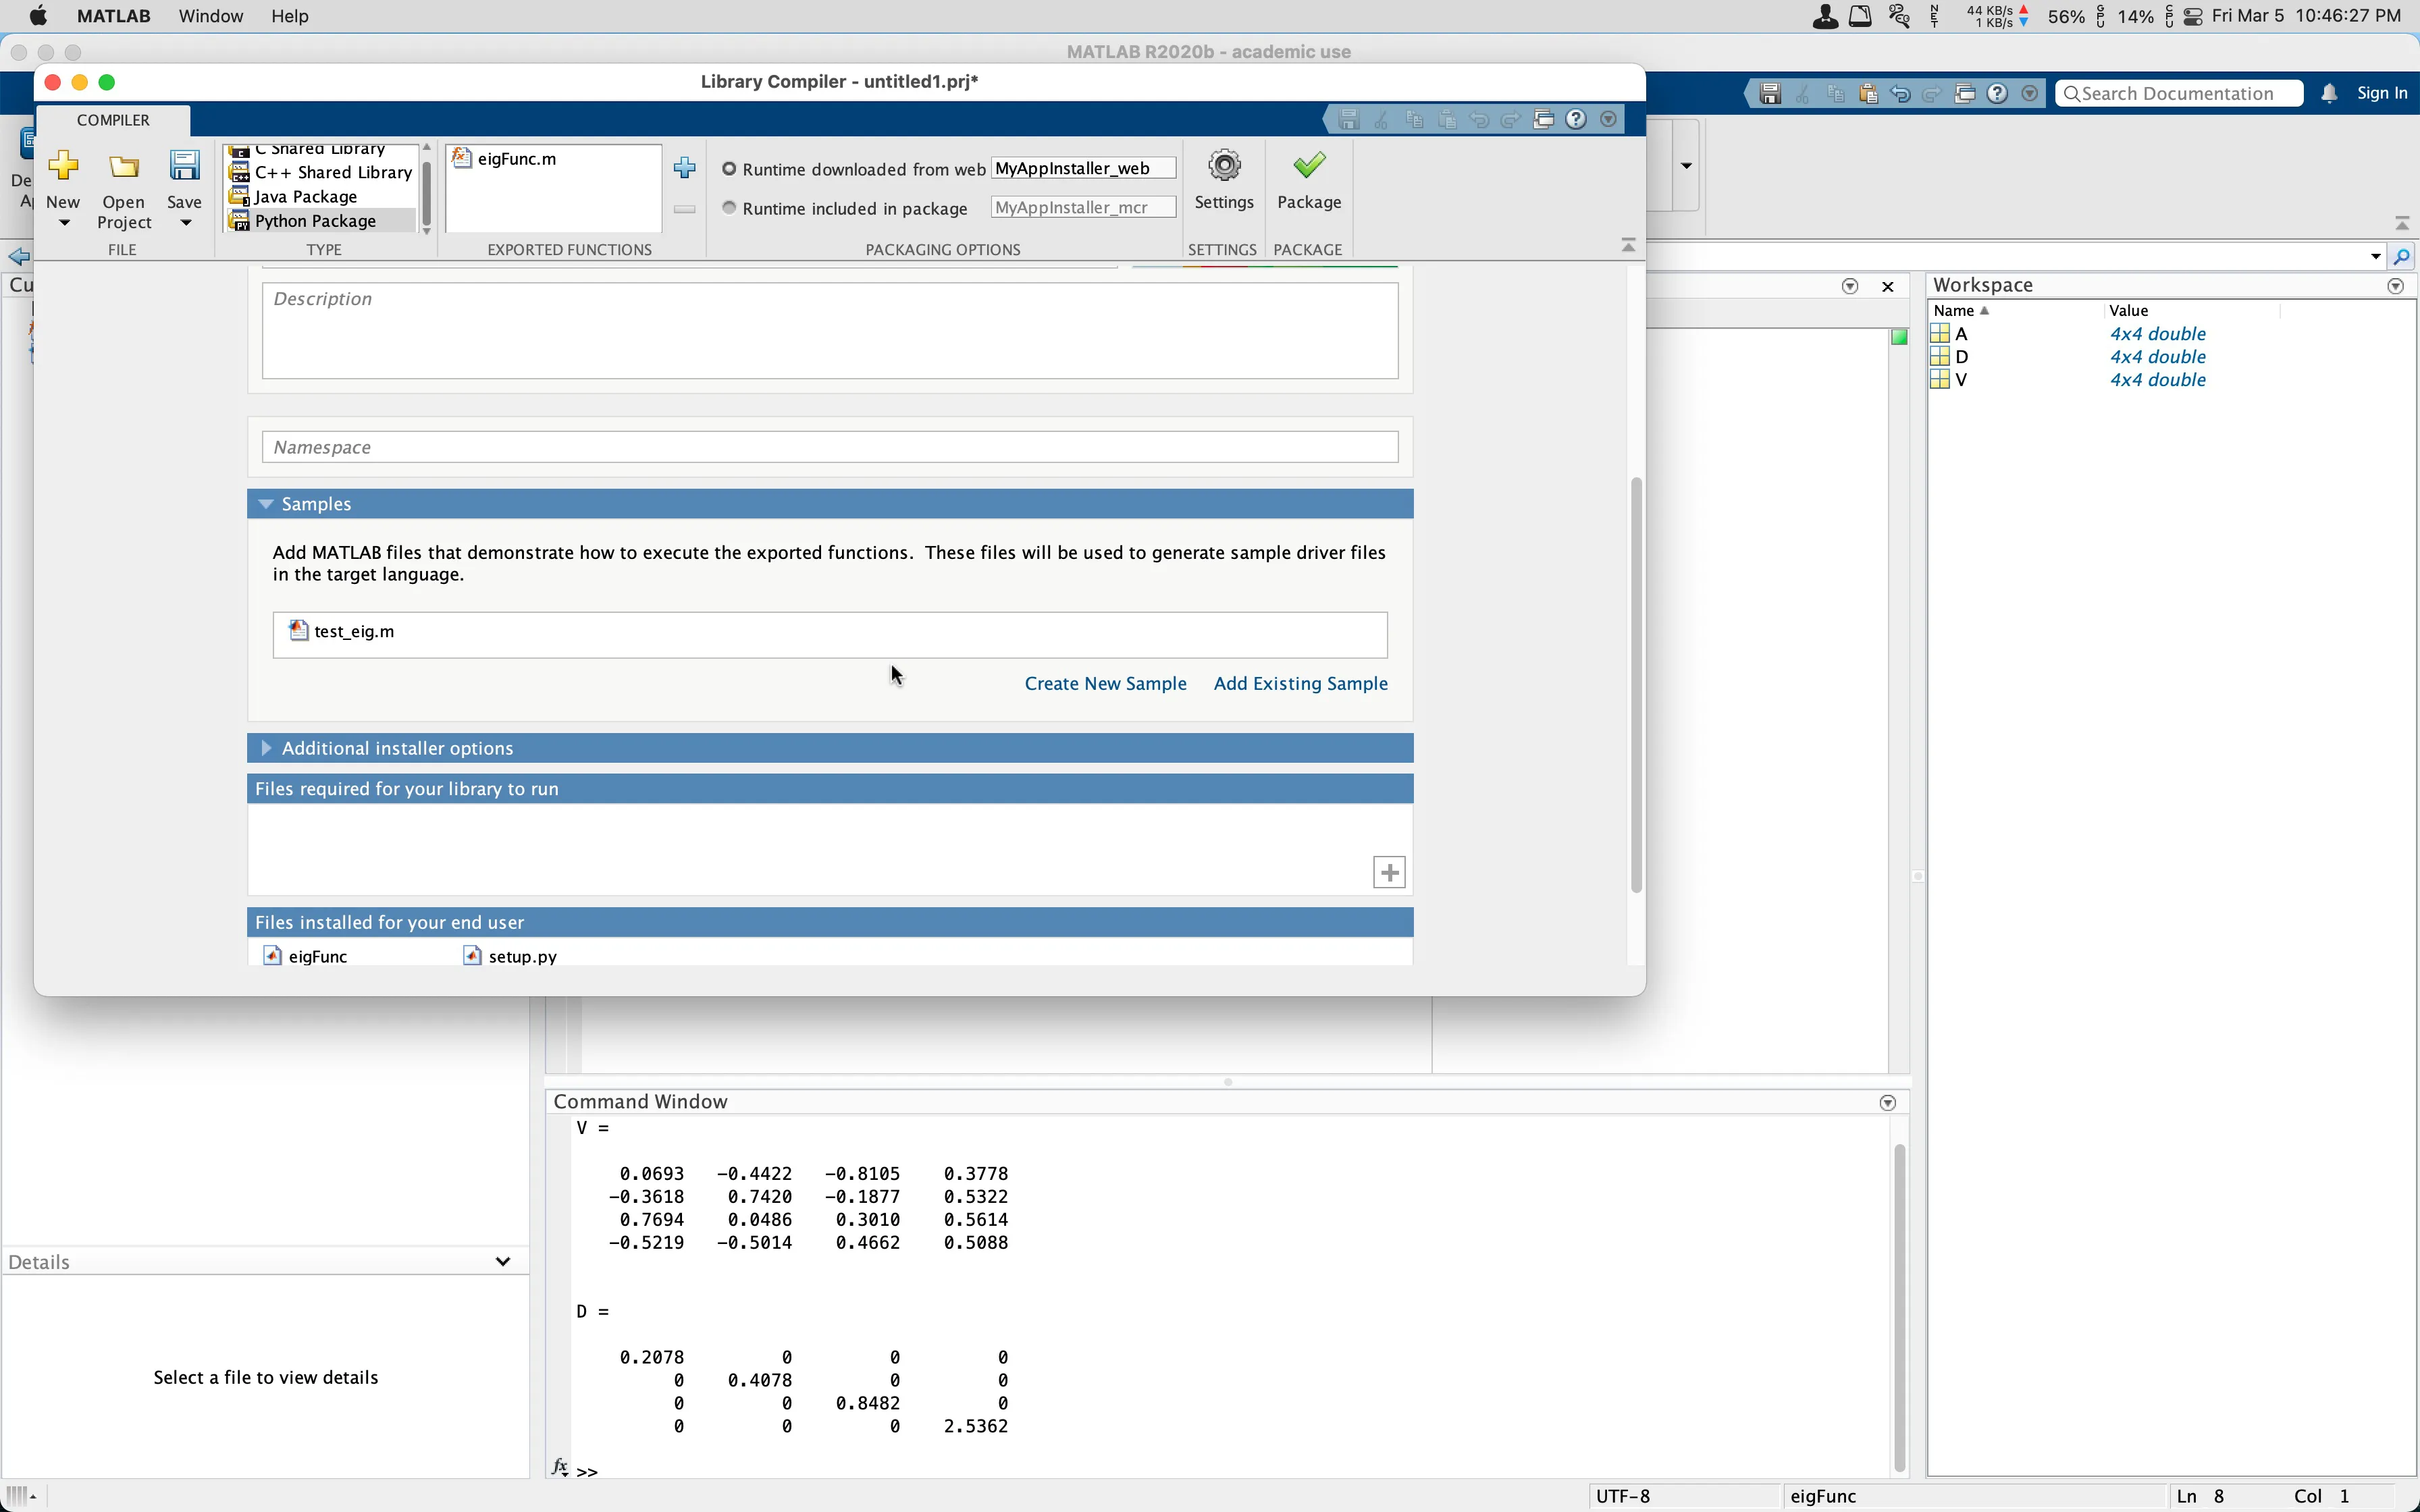 MATLAB Window Help
NET 44 KB/s 1 KB/s 56% GPU 14% CPU Fri Mar 5 10:46:27 PM
MATLAB R2020b - academic use
Library Compiler - untitled1.prj*
Search Documentation
Sign In
COMPILER
New
Open Project
Save
FILE
C Shared Library
C++ Shared Library
Java Package
Python Package
TYPE
eigFunc.m
EXPORTED FUNCTIONS
Runtime downloaded from web MyAppInstaller_web
Runtime included in package MyAppInstaller_mcr
PACKAGING OPTIONS
Settings
SETTINGS
Package
PACKAGE
De
A
Cu
Description
Namespace
Samples
Add MATLAB files that demonstrate how to execute the exported functions. These files will be used to generate sample driver files
in the target language.
test_eig.m
Create New Sample Add Existing Sample
Additional installer options
Files required for your library to run
Files installed for your end user
eigFunc setup.py
Workspace
Name Value
A 4x4 double
D 4x4 double
V 4x4 double
Details
Select a file to view details
Command Window
V =
0.0693 -0.4422 -0.8105 0.3778
-0.3618 0.7420 -0.1877 0.5322
0.7694 0.0486 0.3010 0.5614
-0.5219 -0.5014 0.4662 0.5088
D =
0.2078 0 0 0
0 0.4078 0 0
0 0 0.8482 0
0 0 0 2.5362
fx >>
UTF-8 eigFunc Ln 8 Col 1